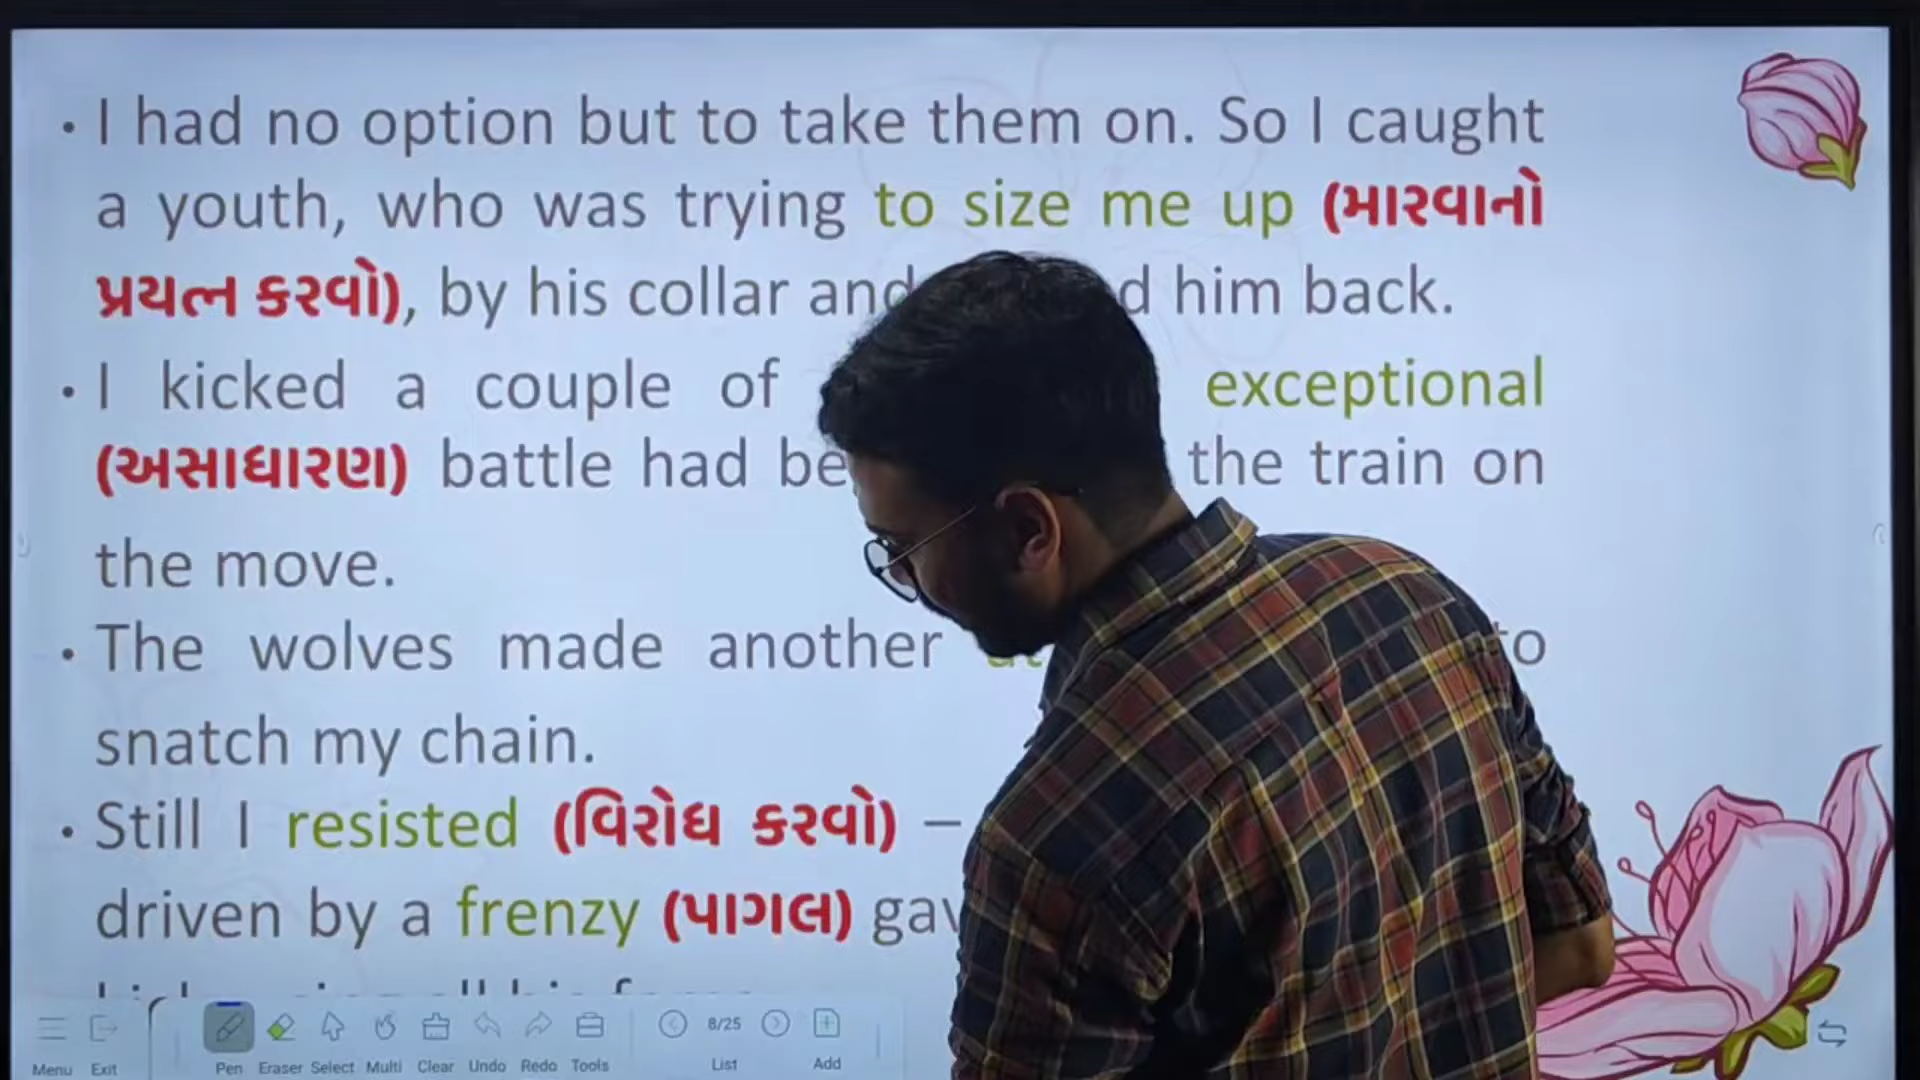 • I had no option but to take them on. So I caught
a youth, who was trying to size me up (મારવાનો
પ્રયત્ન કરવો), by his collar and him back.
• I kicked a couple of exceptional
(અસાધારણ) battle had the train on
the move.
• The wolves made another to
snatch my chain.
• Still I resisted (વિરોધ કરવો) –
driven by a frenzy (પાગલ)
Menu Exit Pen Eraser Select Multi Clear Undo Redo Tools 8/25 List Add